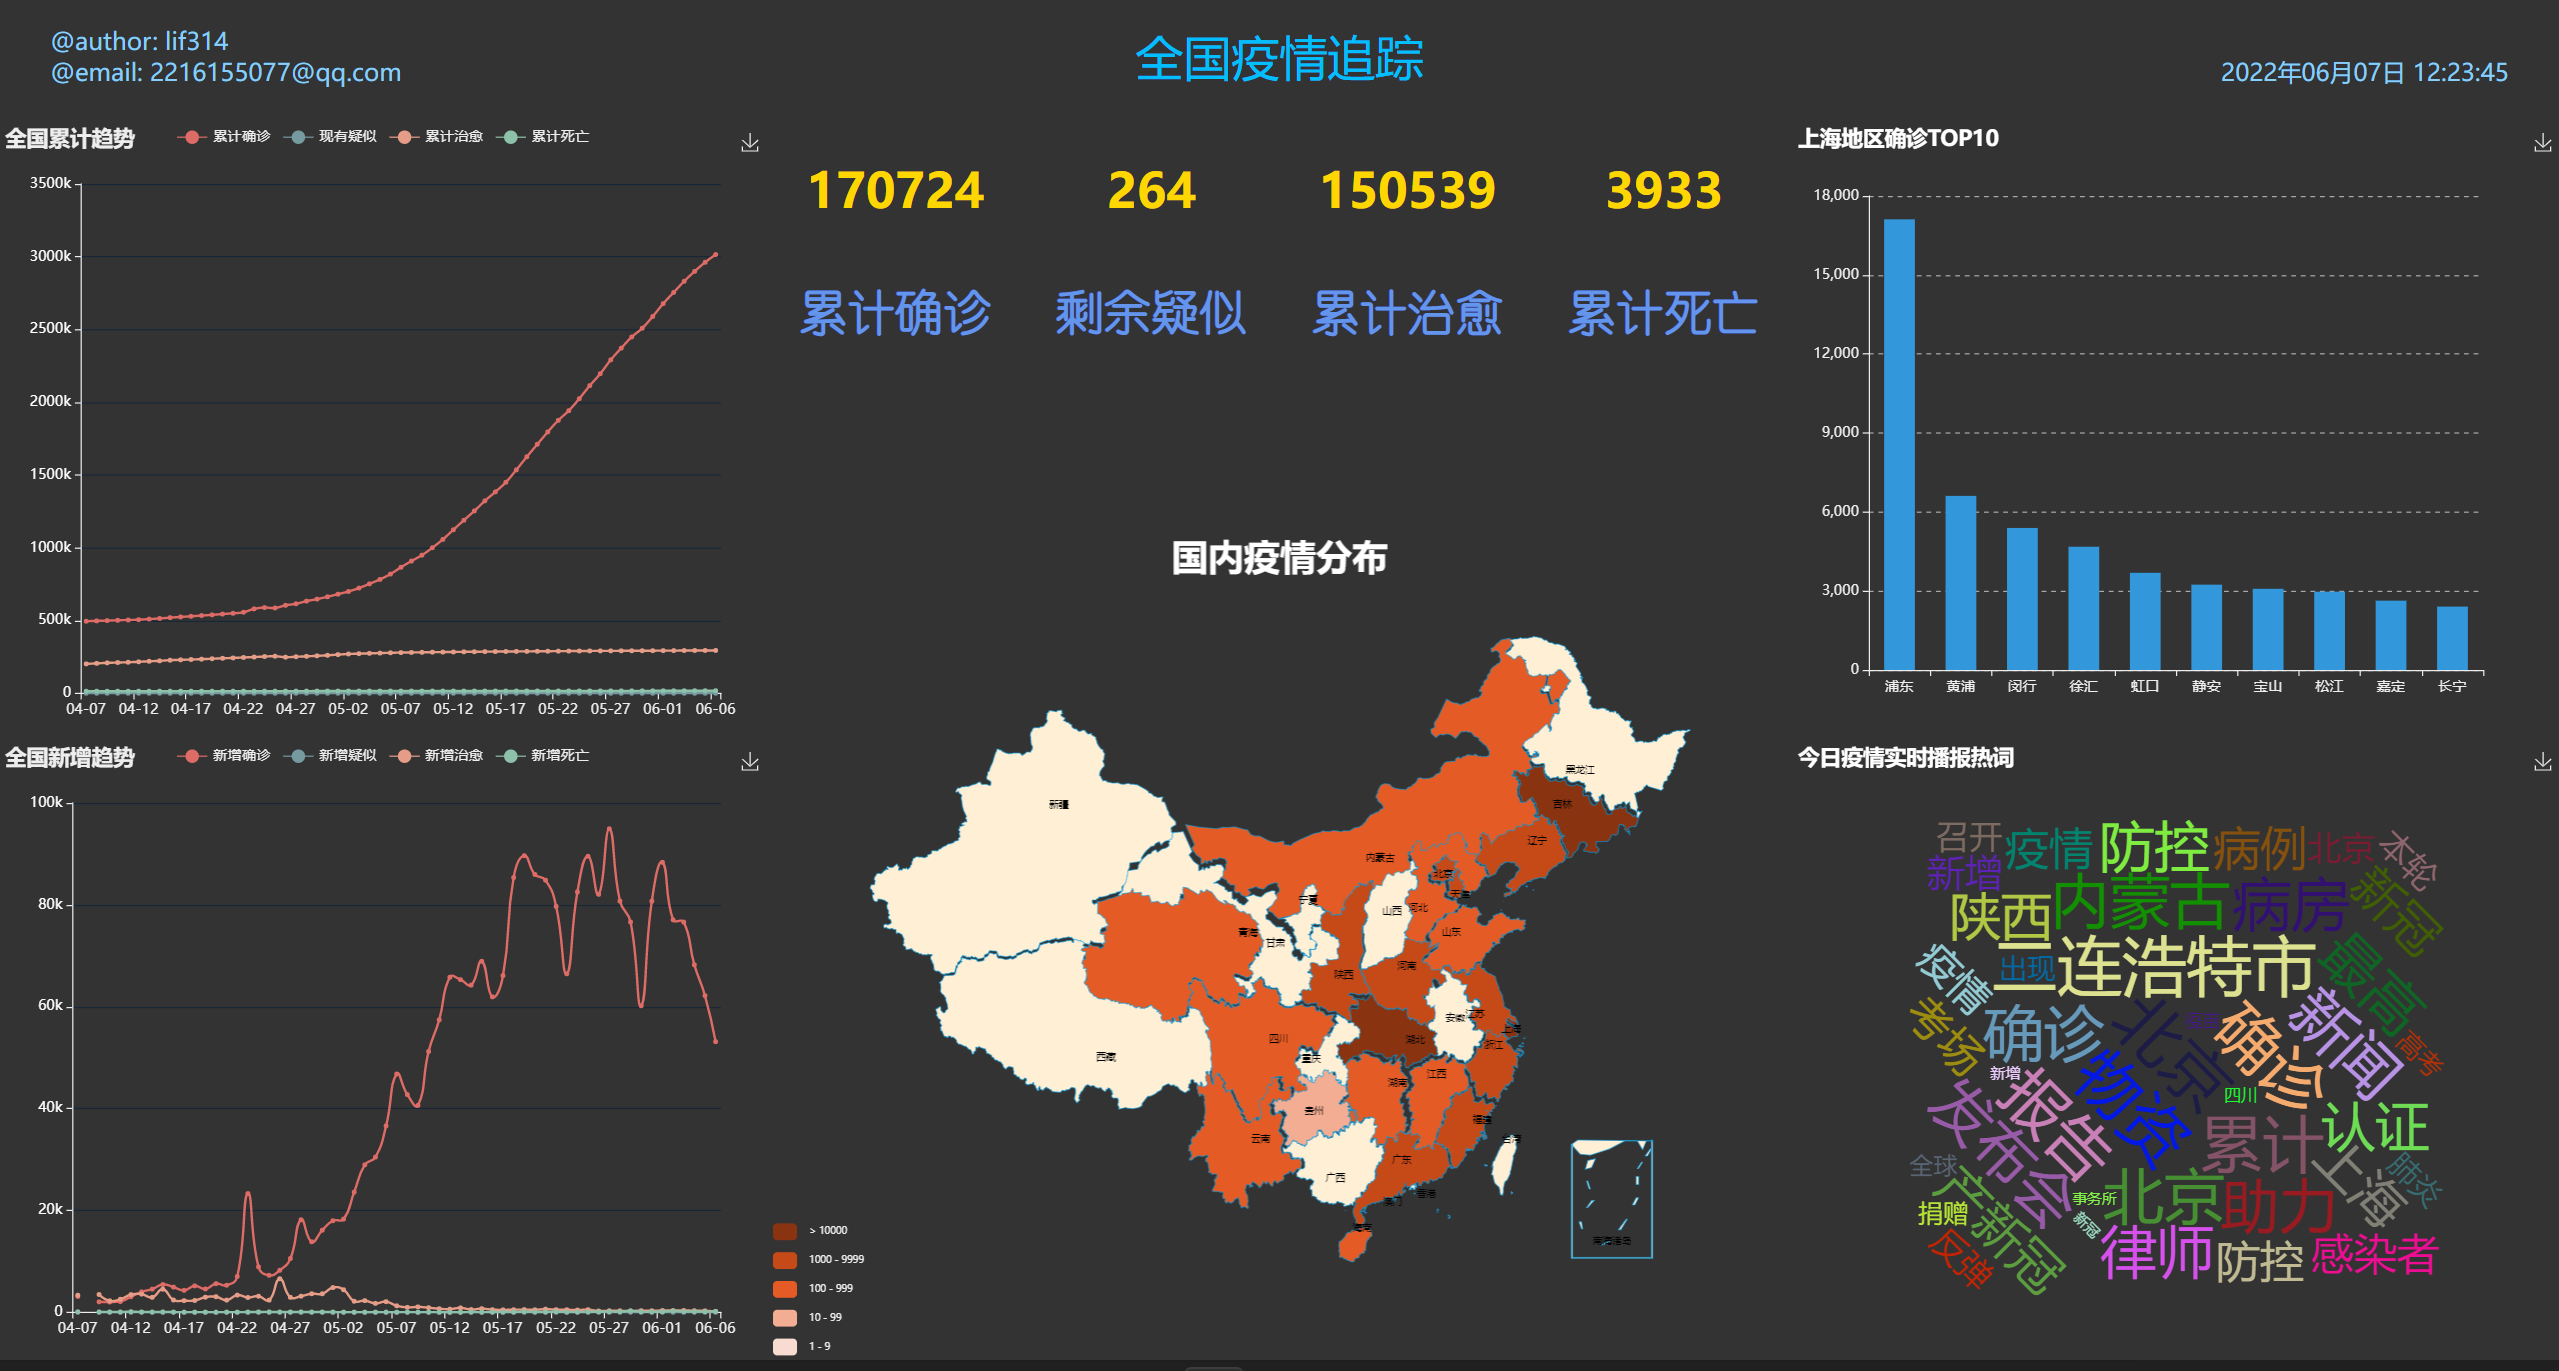 @author: lif314
@email: 2216155077@qq.com
全国疫情追踪
2022年06月07日 12:23:45
全国累计趋势
累计确诊 现有疑似 累计治愈 累计死亡
3500k
3000k
2500k
2000k
1500k
1000k
500k
0
04-07 04-12 04-17 04-22 04-27 05-02 05-07 05-12 05-17 05-22 05-27 06-01 06-06
全国新增趋势
新增确诊 新增疑似 新增治愈 新增死亡
100k
80k
60k
40k
20k
0
04-07 04-12 04-17 04-22 04-27 05-02 05-07 05-12 05-17 05-22 05-27 06-01 06-06
170724 264 150539 3933
累计确诊 剩余疑似 累计治愈 累计死亡
国内疫情分布
黑龙江
新疆
吉林
辽宁
内蒙古
北京
天津
宁夏
山西
河北
青海
甘肃
山东
陕西
河南
安徽
江苏
上海
四川
湖北
浙江
西藏
重庆
江西
湖南
贵州
福建
云南
台湾
广东
广西
香港
澳门
海南
南海诸岛
> 10000
1000 - 9999
100 - 999
10 - 99
1 - 9
上海地区确诊TOP10
18,000
15,000
12,000
9,000
6,000
3,000
0
浦东 黄浦 闵行 徐汇 虹口 静安 宝山 松江 嘉定 长宁
今日疫情实时播报热词
召开
疫情
防控
病例
北京
本轮
新增
陕西
内蒙古
病房
新冠
疫情
出现
二连浩特市
最高
考场
确诊
北京
确诊
新闻
高考
新增
报告
物资
四川
发布会
累计
认证
全球
上海
肺炎
产新冠
捐赠
事务所
新冠
北京
助力
反弹
律师
防控
感染者